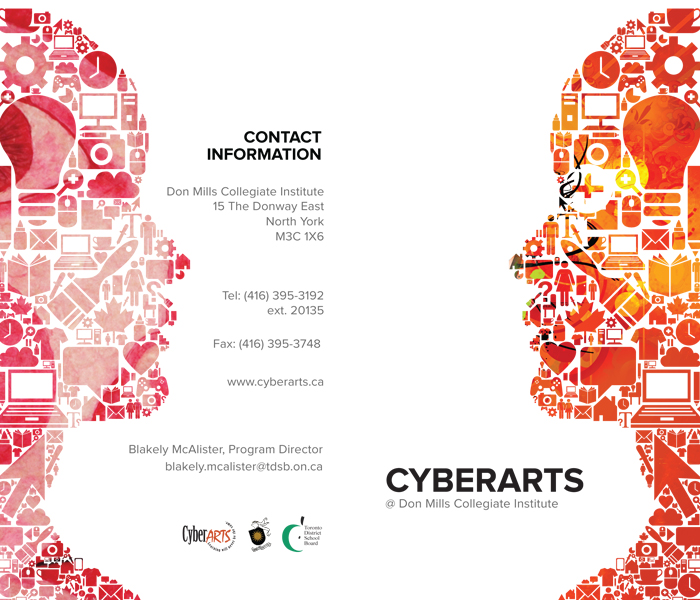 CONTACT
INFORMATION
Don Mills Collegiate Institute
15 The Donway East
North York
M3C 1X6
Tel: (416) 395-3192
ext. 20135
Fax: (416) 395-3748
www.cyberarts.ca
Blakely McAlister, Program Director
blakely.mcalister@tdsb.on.ca
CyberARTS
Toronto
District
School
Board
CYBERARTS
@ Don Mills Collegiate Institute